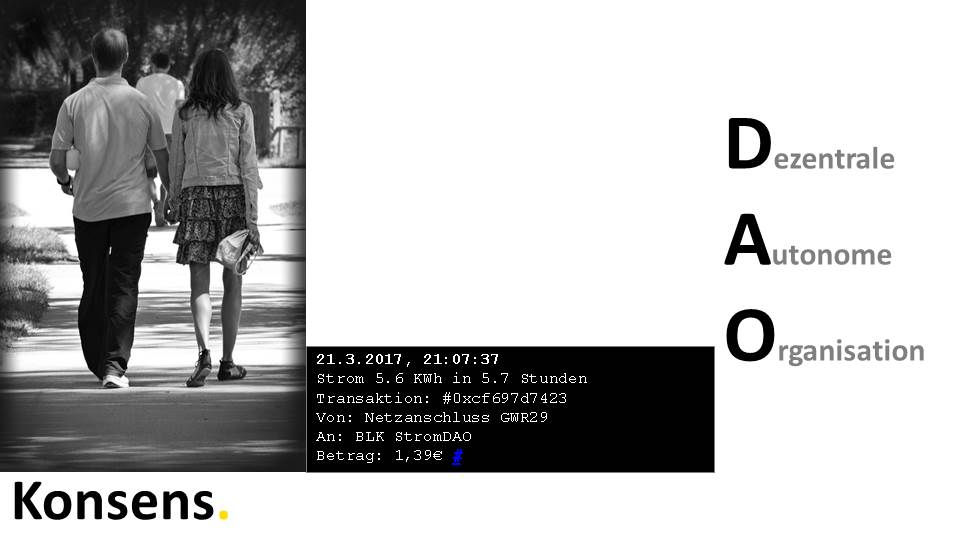 Dezentrale
Autonome
Organisation
21.3.2017, 21:07:37
Strom 5.6 KWh in 5.7 Stunden
Transaktion: #0xcf697d7423
Von: Netzanschluss GWR29
An: BLK StromDAO
Betrag: 1,39€ #
Konsens.